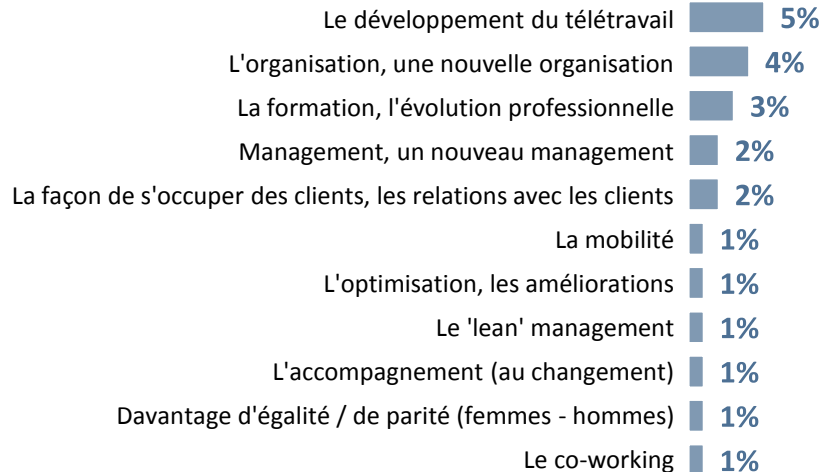 Le développement du télétravail 5%
L'organisation, une nouvelle organisation 4%
La formation, l'évolution professionnelle 3%
Management, un nouveau management 2%
La façon de s'occuper des clients, les relations avec les clients 2%
La mobilité 1%
L'optimisation, les améliorations 1%
Le 'lean' management 1%
L'accompagnement (au changement) 1%
Davantage d'égalité / de parité (femmes - hommes) 1%
Le co-working 1%